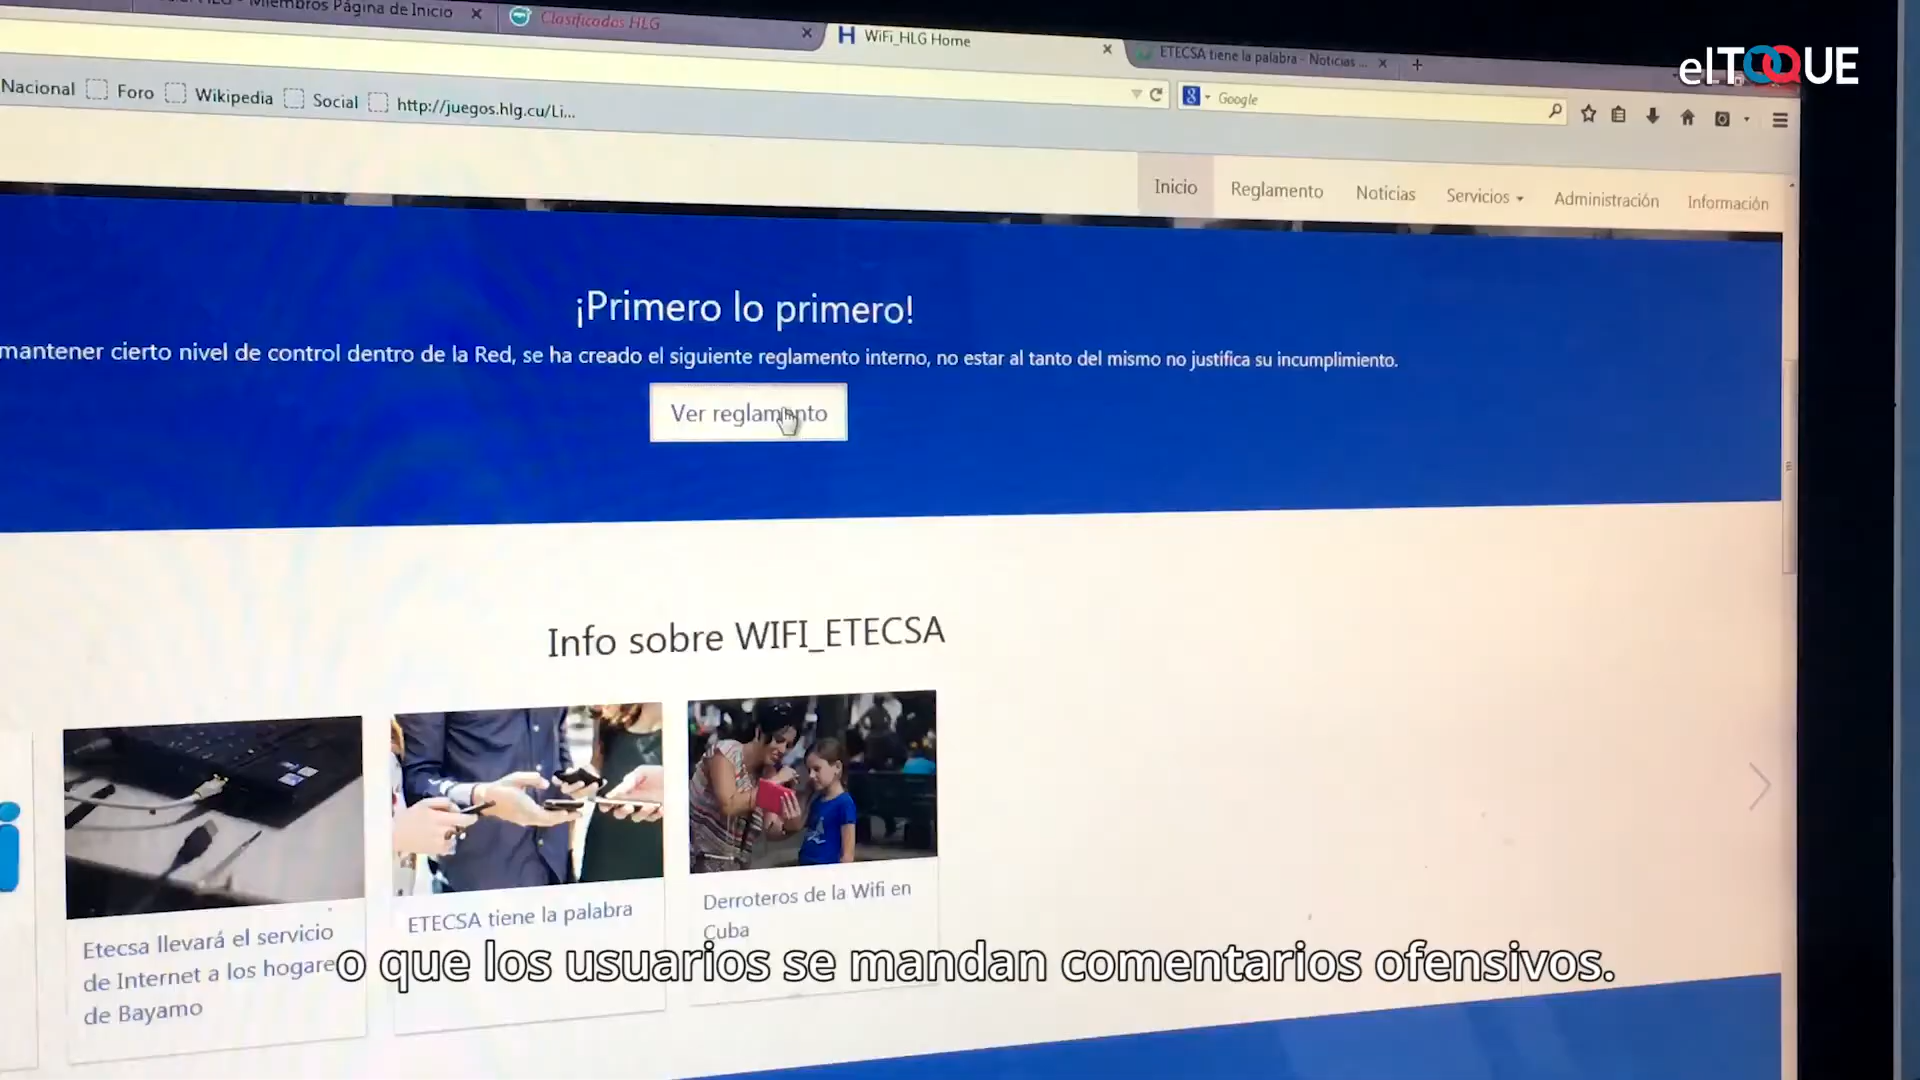 Miembros Página de Inicio
Clasificados HLG
WiFi_HLG Home
ETECSA tiene la palabra - Noticias ...
elTOQUE
Nacional
Foro
Wikipedia
Social
http://juegos.hlg.cu/Li...
Google
Inicio
Reglamento
Noticias
Servicios
Administración
Información
¡Primero lo primero!
mantener cierto nivel de control dentro de la Red, se ha creado el siguiente reglamento interno, no estar al tanto del mismo no justifica su incumplimiento.
Ver reglamento
Info sobre WIFI_ETECSA
Etecsa llevará el servicio
de Internet a los hogares
de Bayamo
ETECSA tiene la palabra
Derroteros de la Wifi en
Cuba
o que los usuarios se mandan comentarios ofensivos.